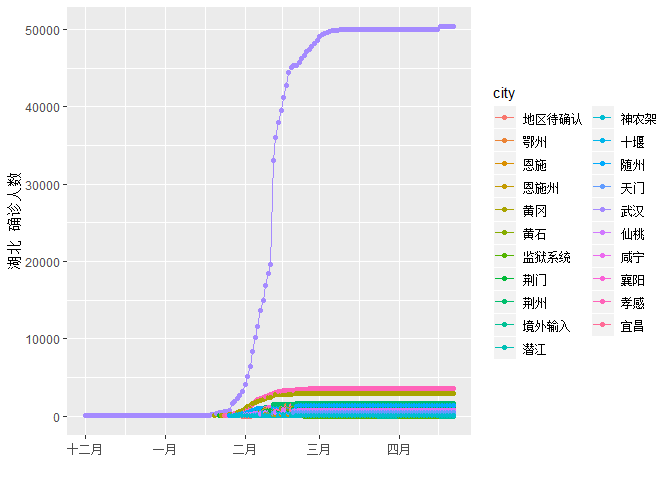 50000
40000
30000
20000
10000
0
湖北 确诊人数
十二月 一月 二月 三月 四月
city
地区待确认 神农架
鄂州 十堰
恩施 随州
恩施州 天门
黄冈 武汉
黄石 仙桃
监狱系统 咸宁
荆门 襄阳
荆州 孝感
境外输入 宜昌
潜江